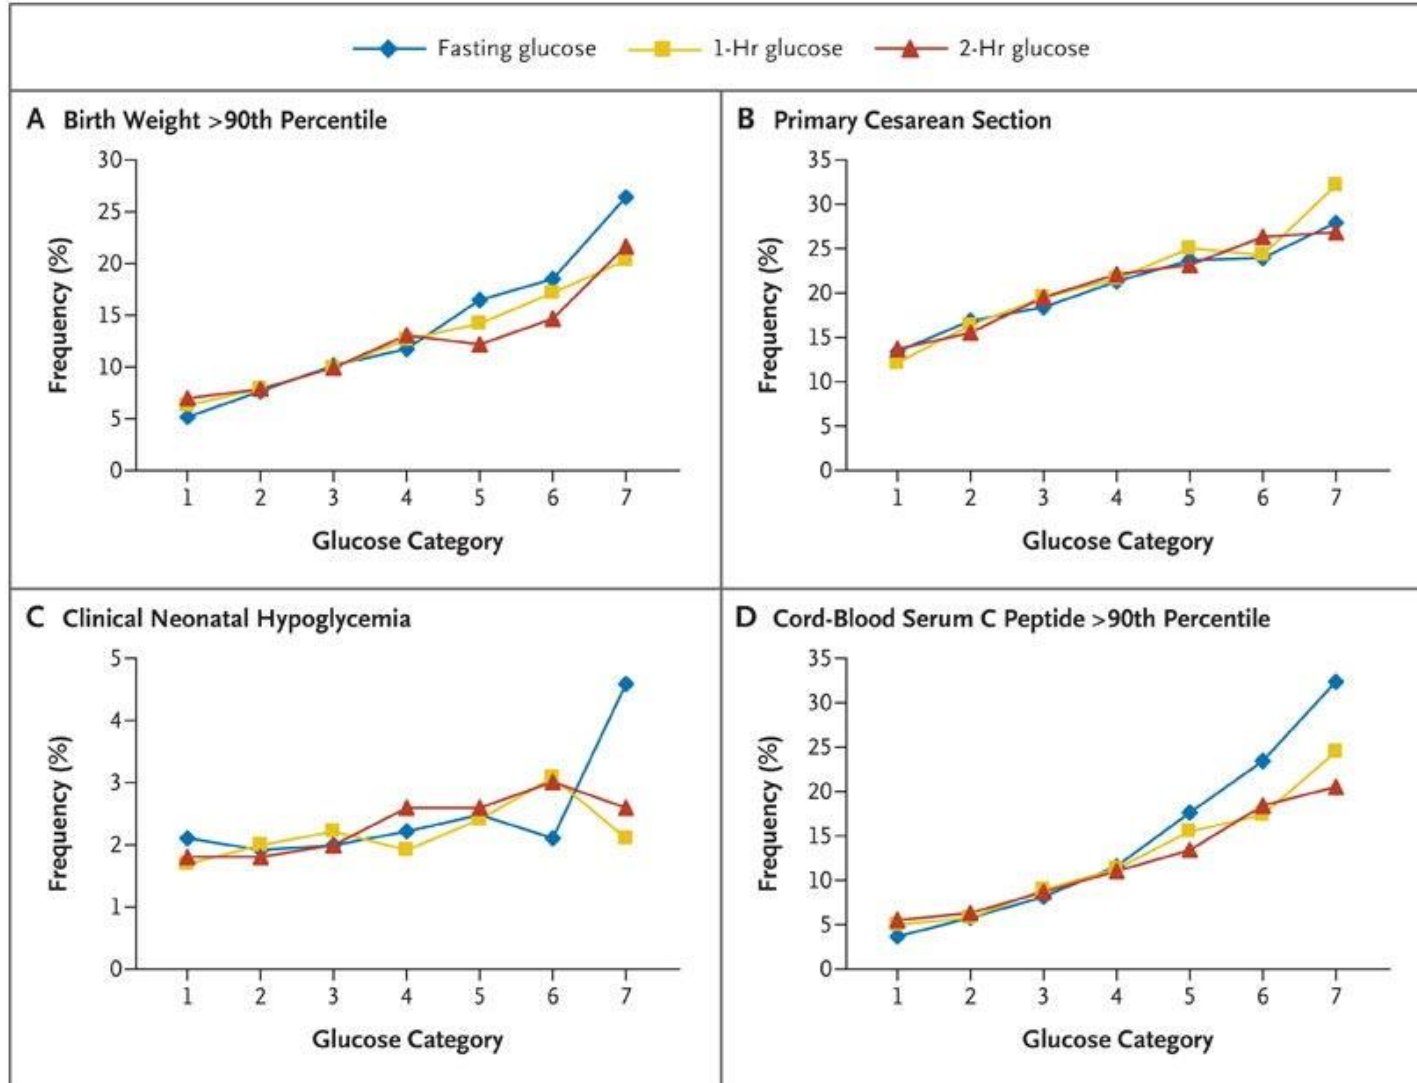 Fasting glucose 1-Hr glucose 2-Hr glucose
A Birth Weight >90th Percentile
30
25
20
15
10
5
0
Frequency (%)
1 2 3 4 5 6 7
Glucose Category
B Primary Cesarean Section
35
30
25
20
15
10
5
0
Frequency (%)
1 2 3 4 5 6 7
Glucose Category
C Clinical Neonatal Hypoglycemia
5
4
3
2
1
0
Frequency (%)
1 2 3 4 5 6 7
Glucose Category
D Cord-Blood Serum C Peptide >90th Percentile
35
30
25
20
15
10
5
0
Frequency (%)
1 2 3 4 5 6 7
Glucose Category